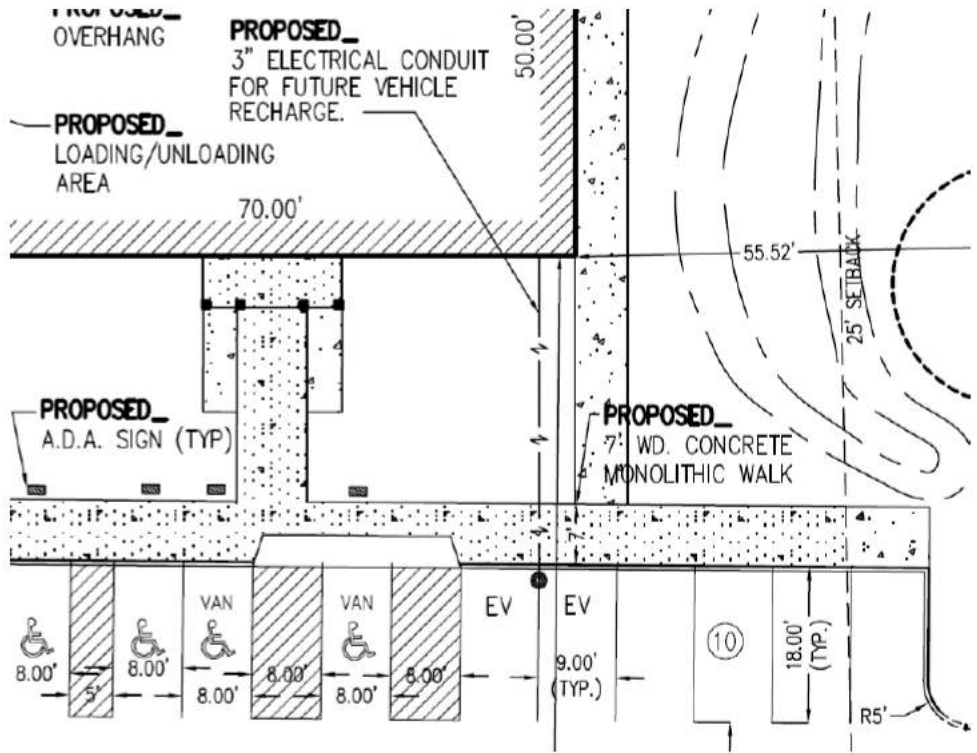 PROPOSED_
OVERHANG
PROPOSED_
3" ELECTRICAL CONDUIT
FOR FUTURE VEHICLE
RECHARGE.
50.00'
PROPOSED_
LOADING/UNLOADING
AREA
70.00'
55.52'
25' SETBACK
PROPOSED_
A.D.A. SIGN (TYP)
PROPOSED_
7' WD. CONCRETE
MONOLITHIC WALK
7'
VAN
VAN
EV
EV
10
18.00'
(TYP.)
8.00'
5'
8.00'
8.00'
8.00'
8.00'
8.00'
9.00'
(TYP.)
R5'